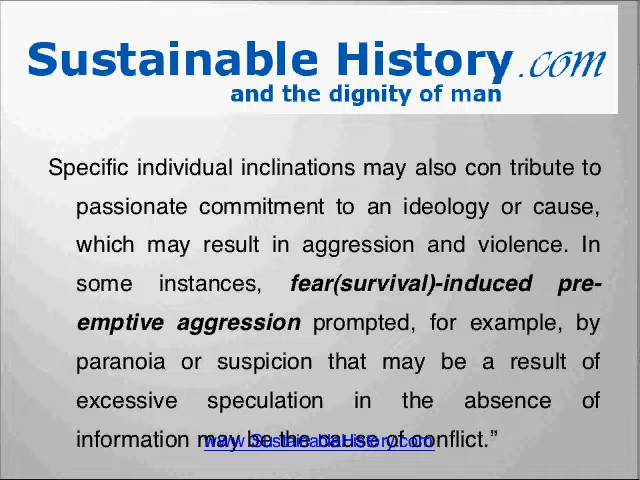 Sustainable History.com
and the dignity of man
Specific individual inclinations may also con tribute to
passionate commitment to an ideology or cause,
which may result in aggression and violence. In
some instances, fear(survival)-induced pre-
emptive aggression prompted, for example, by
paranoia or suspicion that may be a result of
excessive speculation in the absence of
information may be the cause of conflict.”
www.SustainableHistory.com